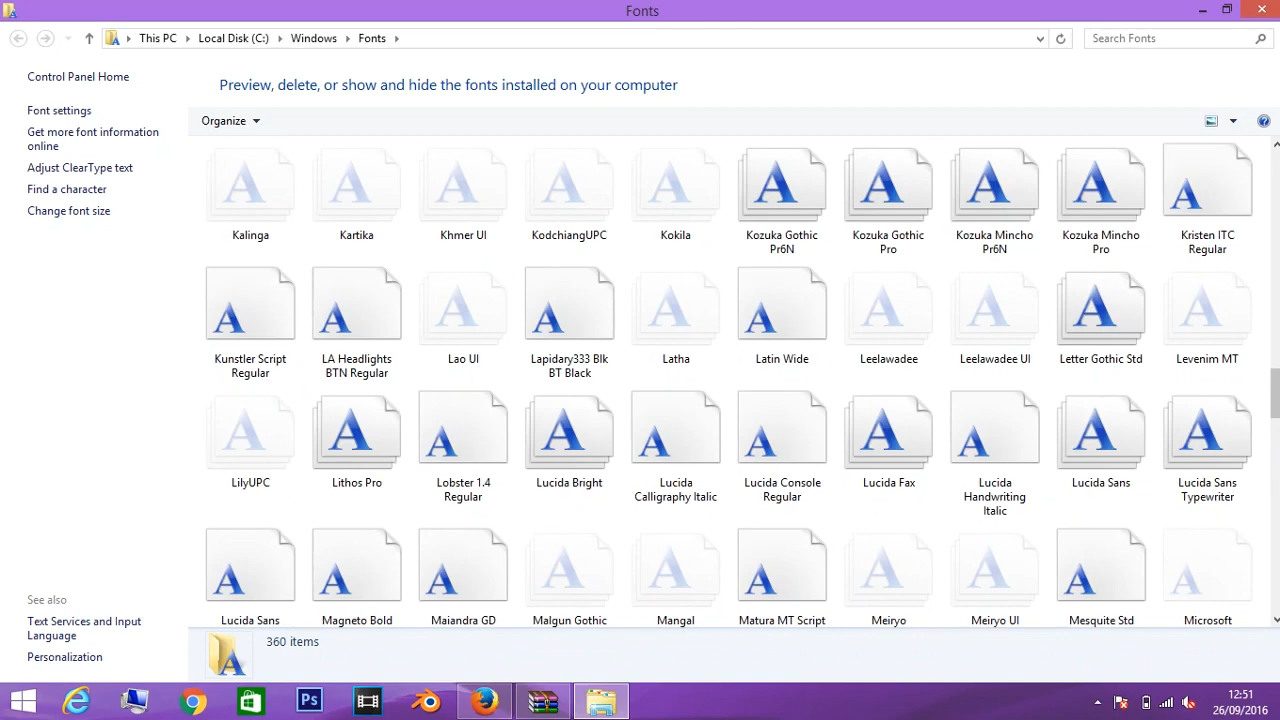 Fonts
This PC Local Disk (C:) Windows Fonts Search Fonts
Control Panel Home
Font settings
Get more font information
online
Adjust ClearType text
Find a character
Change font size
See also
Text Services and Input
Language
Personalization
Preview, delete, or show and hide the fonts installed on your computer
Organize
Kalinga
Kartika
Khmer UI
KodchiangUPC
Kokila
Kozuka Gothic
Pr6N
Kozuka Gothic
Pro
Kozuka Mincho
Pr6N
Kozuka Mincho
Pro
Kristen ITC
Regular
Kunstler Script
Regular
LA Headlights
BTN Regular
Lao UI
Lapidary333 Blk
BT Black
Latha
Latin Wide
Leelawadee
Leelawadee UI
Letter Gothic Std
Levenim MT
LilyUPC
Lithos Pro
Lobster 1.4
Regular
Lucida Bright
Lucida
Calligraphy Italic
Lucida Console
Regular
Lucida Fax
Lucida
Handwriting
Italic
Lucida Sans
Lucida Sans
Typewriter
Lucida Sans
Magneto Bold
Maiandra GD
Malgun Gothic
Mangal
Matura MT Script
Meiryo
Meiryo UI
Mesquite Std
Microsoft
360 items
Ps
12:51
26/09/2016